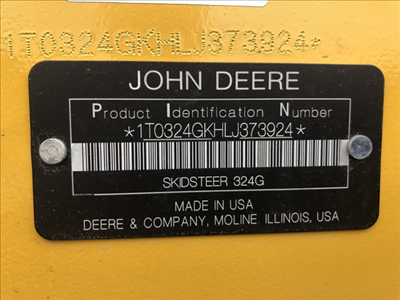 1T0324GKHLJ373924*
JOHN DEERE
Product Identification Number
*1T0324GKHLJ373924*
SKIDSTEER 324G
MADE IN USA
DEERE & COMPANY, MOLINE ILLINOIS, USA